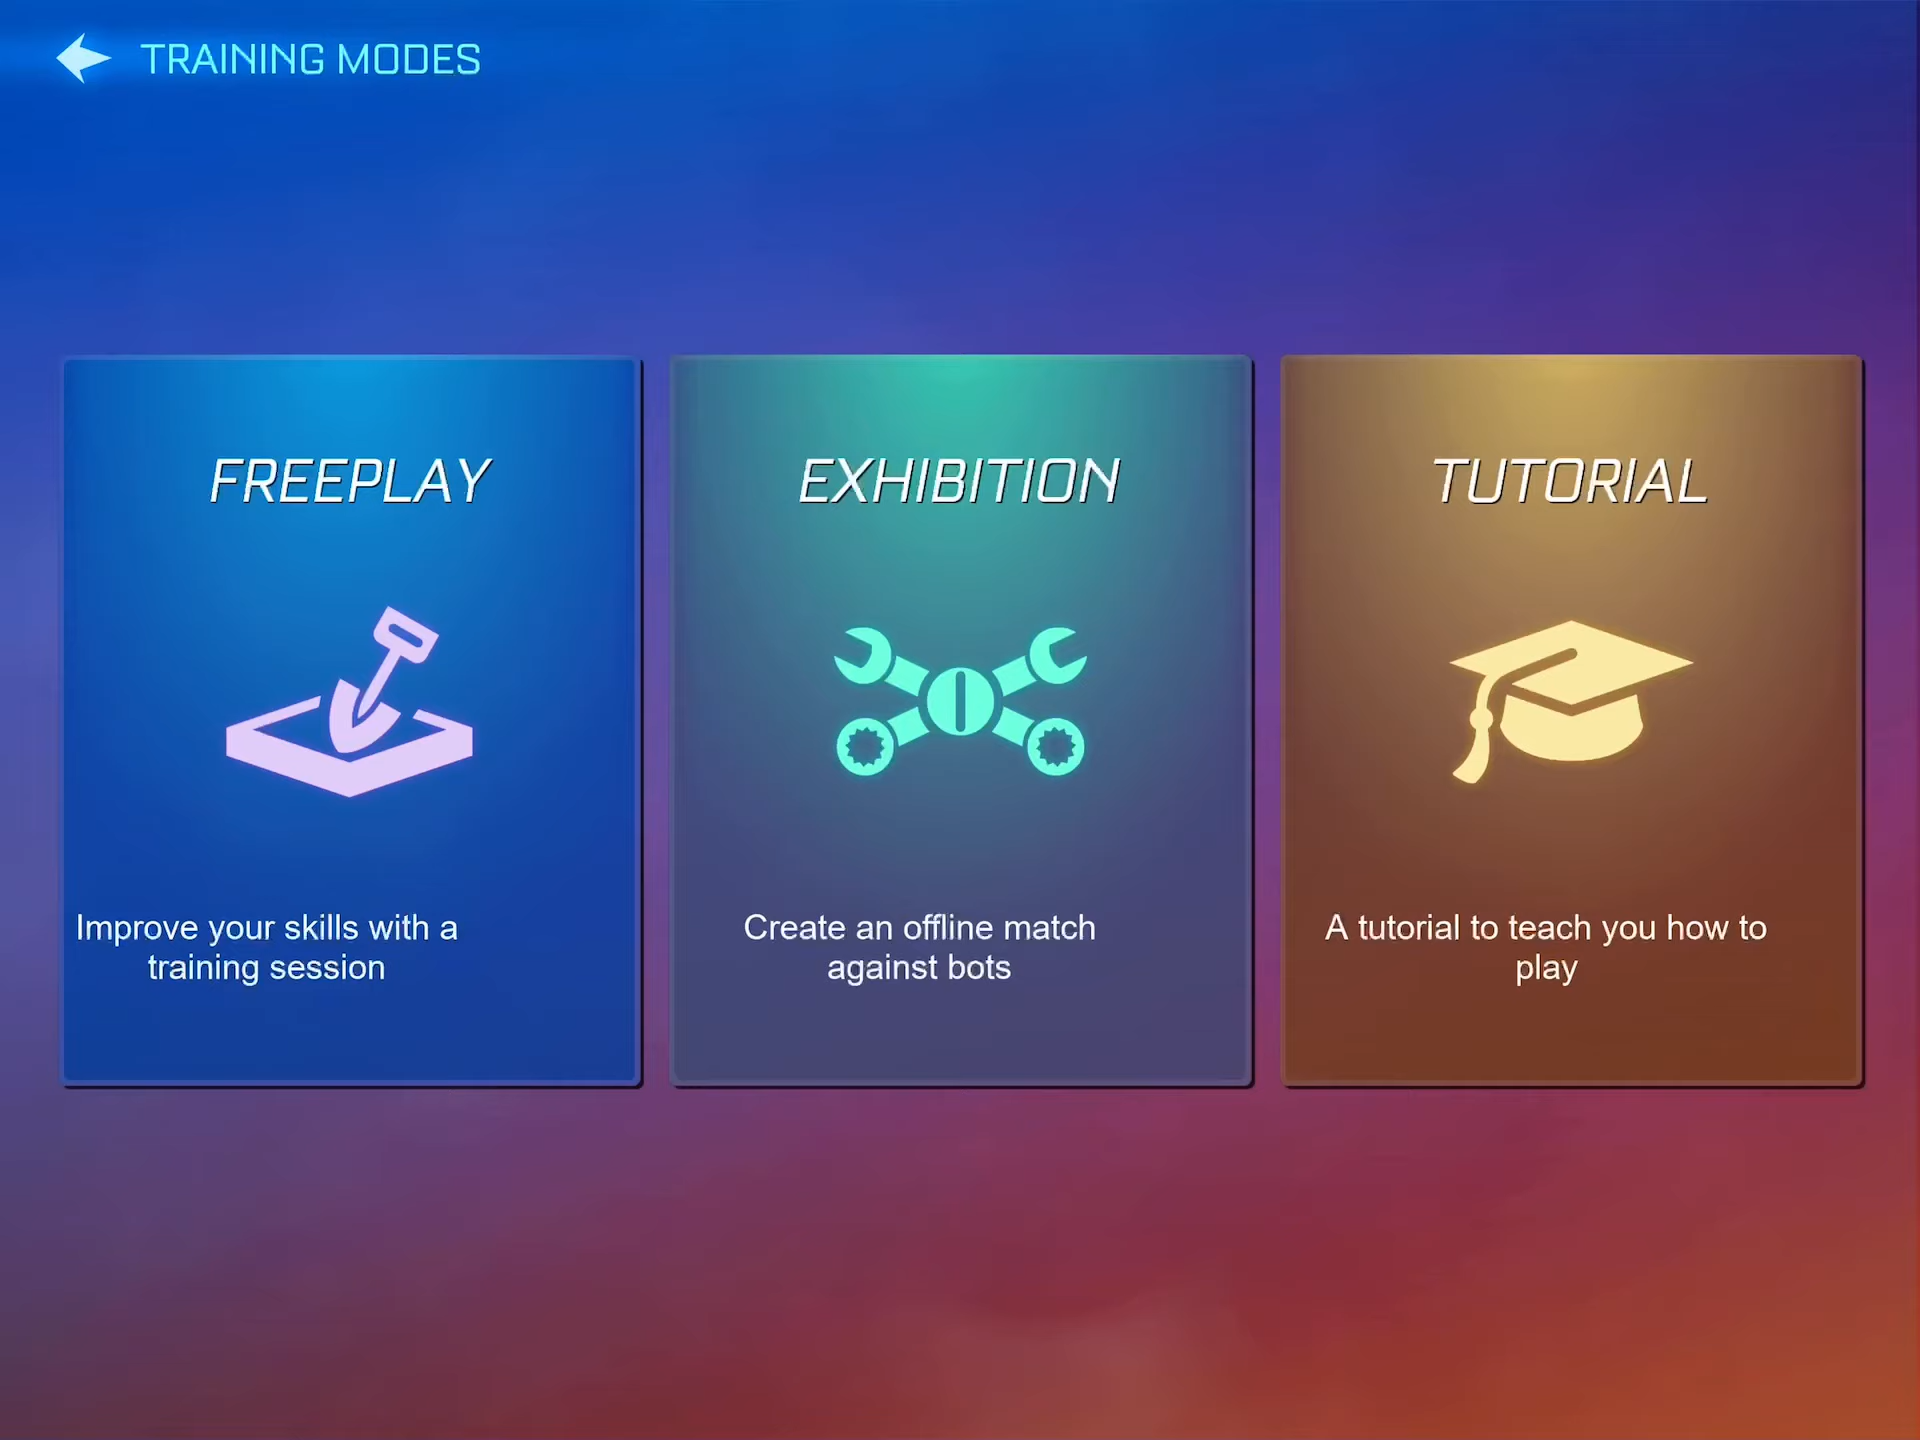 TRAINING MODES
FREEPLAY
Improve your skills with a
training session
EXHIBITION
Create an offline match
against bots
TUTORIAL
A tutorial to teach you how to
play